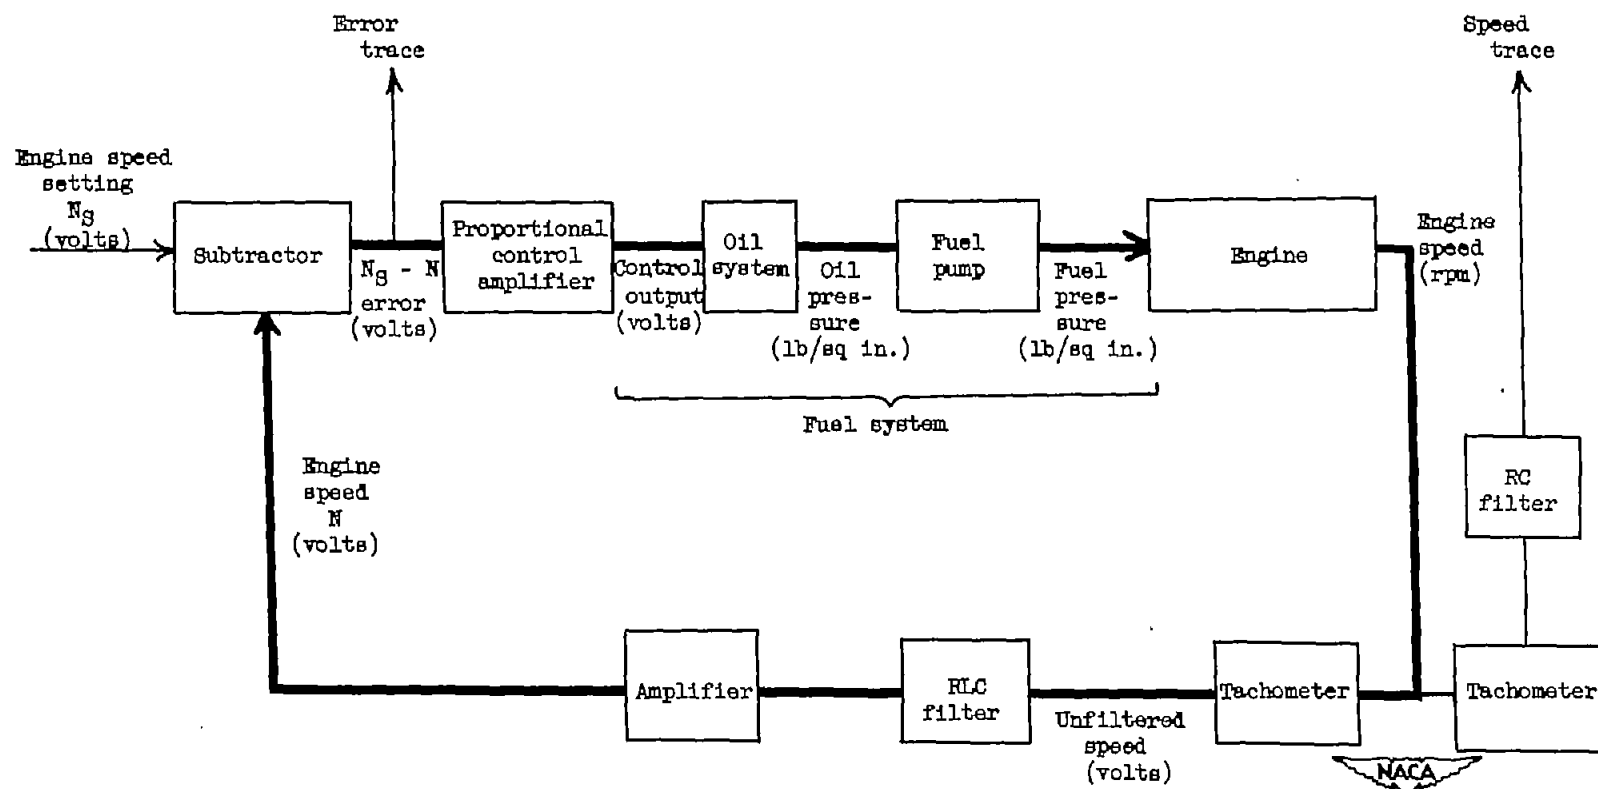 Error
trace
Speed
trace
Engine speed
setting
N_S
(volts)
Subtractor
N_S - N
error
(volts)
Proportional
control
amplifier
Control
output
(volts)
Oil
system
Oil
pres-
sure
(lb/sq in.)
Fuel
pump
Fuel
pres-
sure
(lb/sq in.)
Engine
Engine
speed
(rpm)
Fuel system
RC
filter
Engine
speed
N
(volts)
Amplifier
RLC
filter
Unfiltered
speed
(volts)
Tachometer
Tachometer
NACA